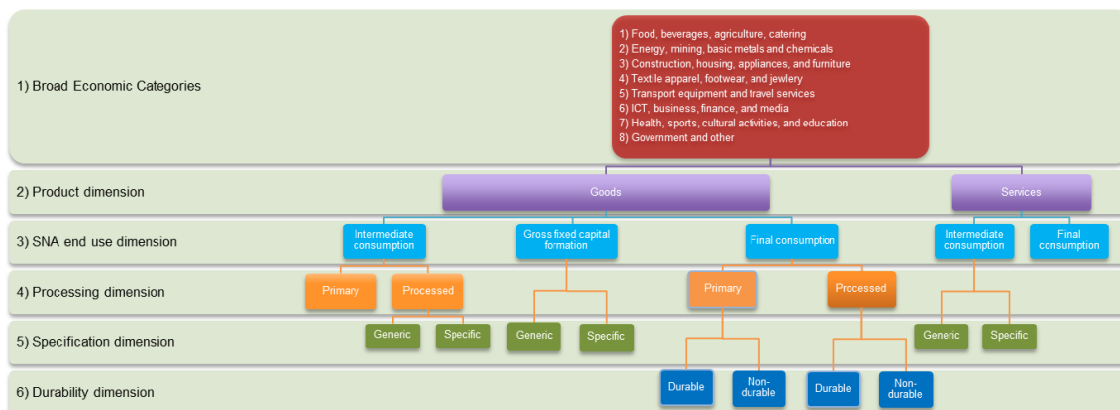 1) Food, beverages, agriculture, catering
2) Energy, mining, basic metals and chemicals
3) Construction, housing, appliances, and furniture
4) Textile apparel, footwear, and jewlery
5) Transport equipment and travel services
6) ICT, business, finance, and media
7) Health, sports, cultural activities, and education
8) Government and other
1) Broad Economic Categories
2) Product dimension
Goods
Services
3) SNA end use dimension
Intermediate
consumption
Gross fixed capital
formation
Final consumption
Intermediate
consumption
Final
consumption
4) Processing dimension
Primary
Processed
Primary
Processed
5) Specification dimension
Generic
Specific
Generic
Specific
Generic
Specific
6) Durability dimension
Durable
Non-
durable
Durable
Non-
durable